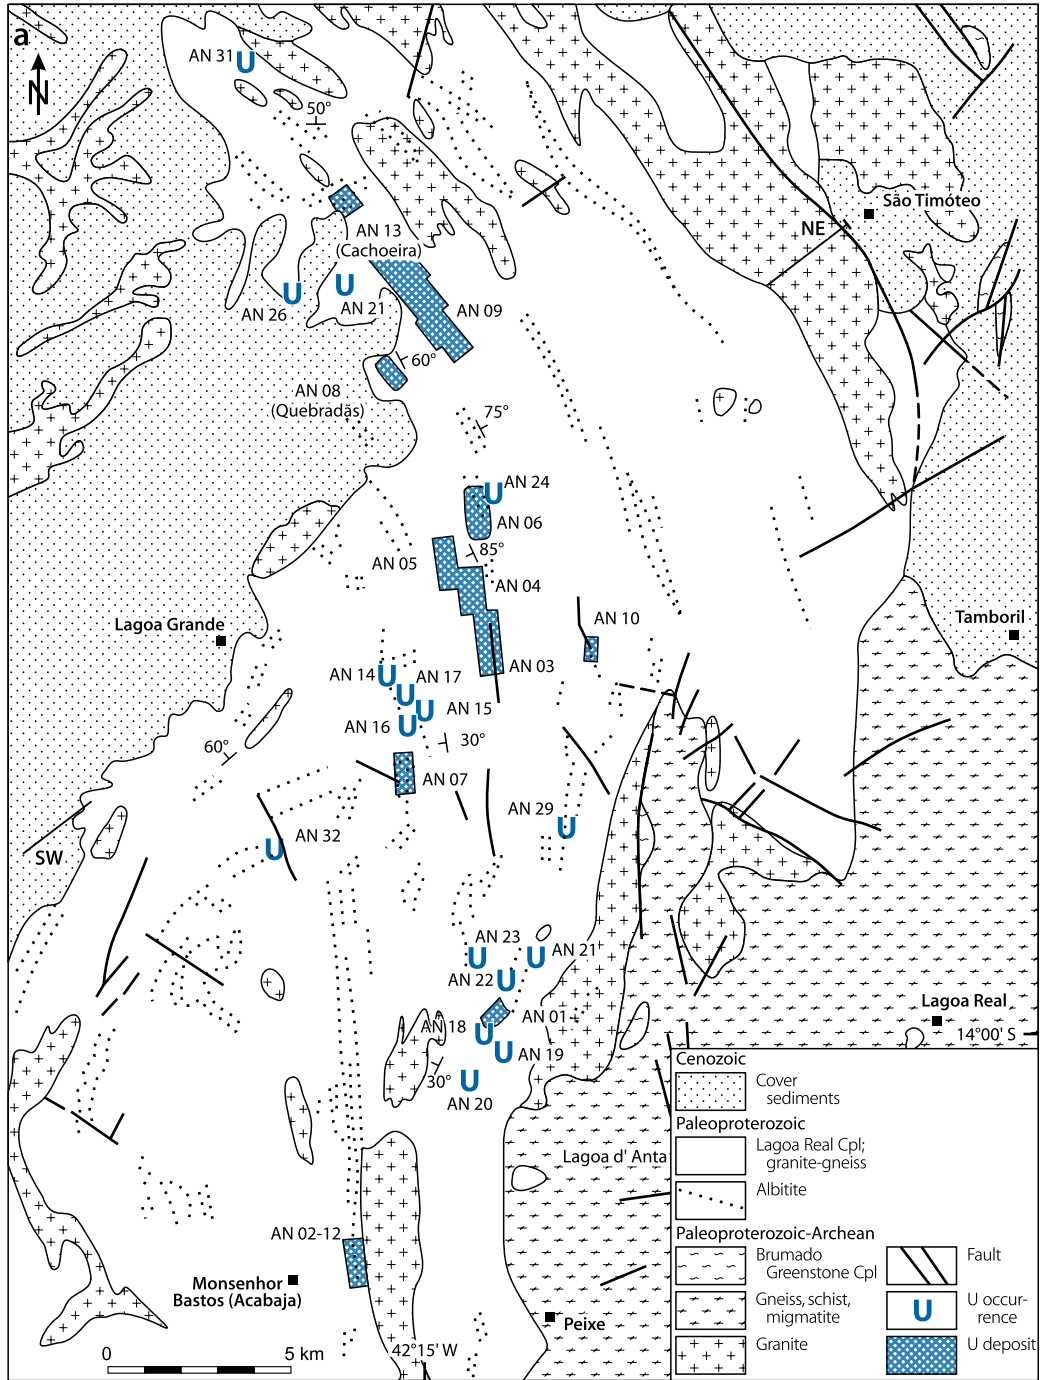 a
N
AN 31
50°
São Timóteo
NE
AN 13
(Cachoeira)
AN 26
AN 21
AN 09
60°
AN 08
(Quebradãs)
75°
AN 24
AN 06
85°
AN 05
AN 04
AN 10
Lagoa Grande
Tamboril
AN 03
AN 14
AN 17
AN 15
AN 16
30°
60°
AN 07
AN 29
AN 32
SW
AN 23
AN 21
AN 22
AN 01
AN 18
AN 19
30°
AN 20
Lagoa Real
14°00' S
Lagoa d' Anta
AN 02-12
Monsenhor
Bastos (Acabaja)
Peixe
42°15' W
0 5 km
Cenozoic
Cover
sediments
Paleoproterozoic
Lagoa Real Cpl;
granite-gneiss
Albitite
Paleoproterozoic-Archean
Brumado
Greenstone Cpl
Gneiss, schist,
migmatite
Granite
Fault
U
U occur-
rence
U deposit